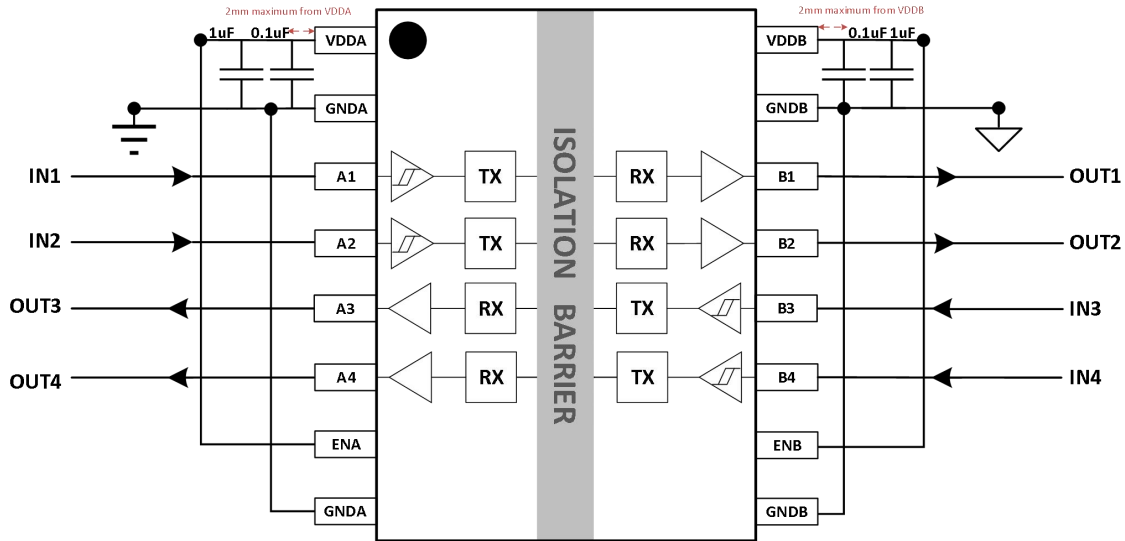 2mm maximum from VDDA
2mm maximum from VDDB
1uF 0.1uF VDDA
VDDB 0.1uF 1uF
GNDA
GNDB
ISOLATION BARRIER
IN1 A1 TX RX B1 OUT1
IN2 A2 TX RX B2 OUT2
OUT3 A3 RX TX B3 IN3
OUT4 A4 RX TX B4 IN4
ENA
ENB
GNDA
GNDB